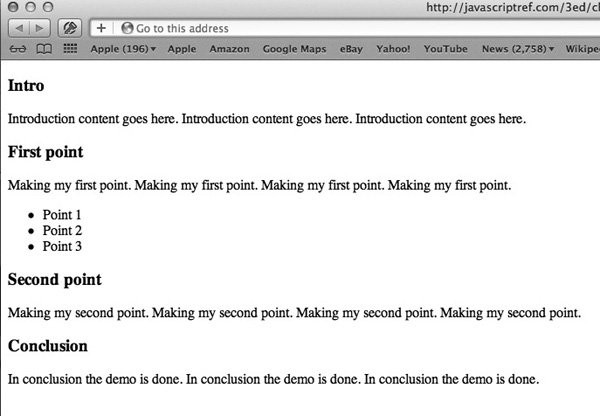 http://javascriptref.com/3ed/
Go to this address
Apple (196) Apple Amazon Google Maps eBay Yahoo! YouTube News (2,758)
Intro
Introduction content goes here. Introduction content goes here. Introduction content goes here.
First point
Making my first point. Making my first point. Making my first point. Making my first point.
• Point 1
• Point 2
• Point 3
Second point
Making my second point. Making my second point. Making my second point. Making my second point.
Conclusion
In conclusion the demo is done. In conclusion the demo is done. In conclusion the demo is done.